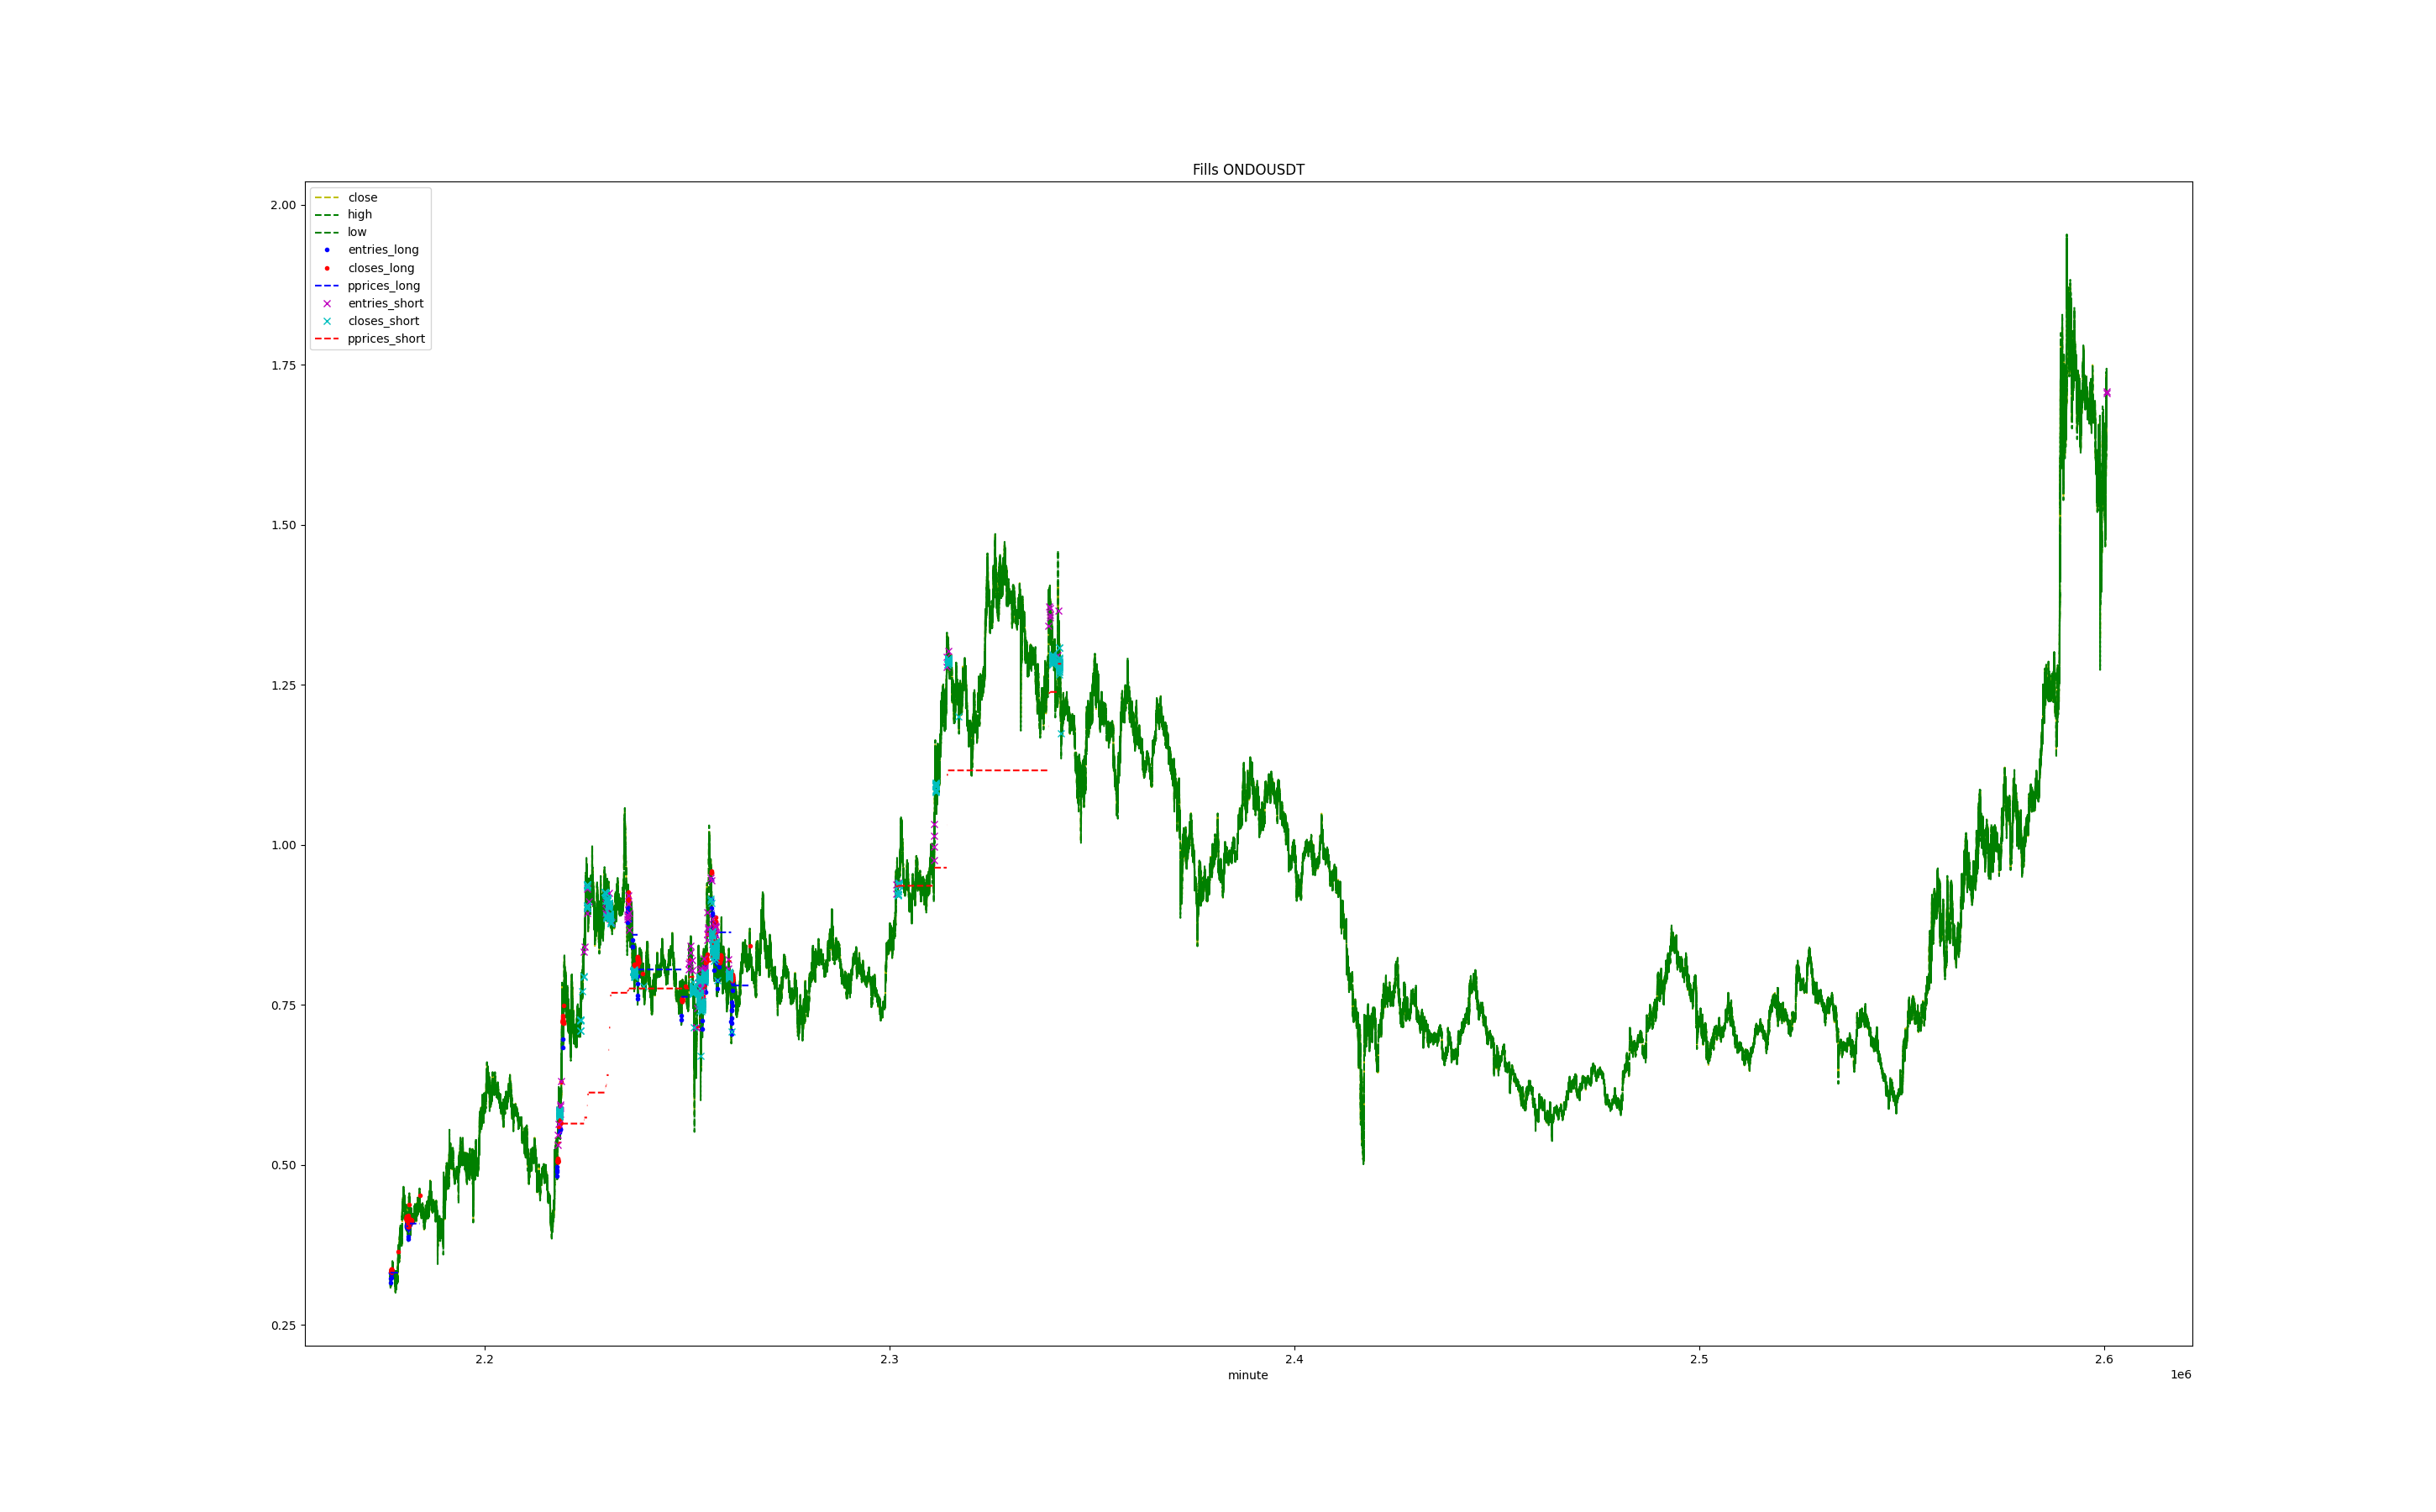 Fills ONDOUSDT
close
high
low
entries_long
closes_long
pprices_long
entries_short
closes_short
pprices_short
2.00
1.75
1.50
1.25
1.00
0.75
0.50
0.25
2.2 2.3 2.4 2.5 2.6
minute
1e6